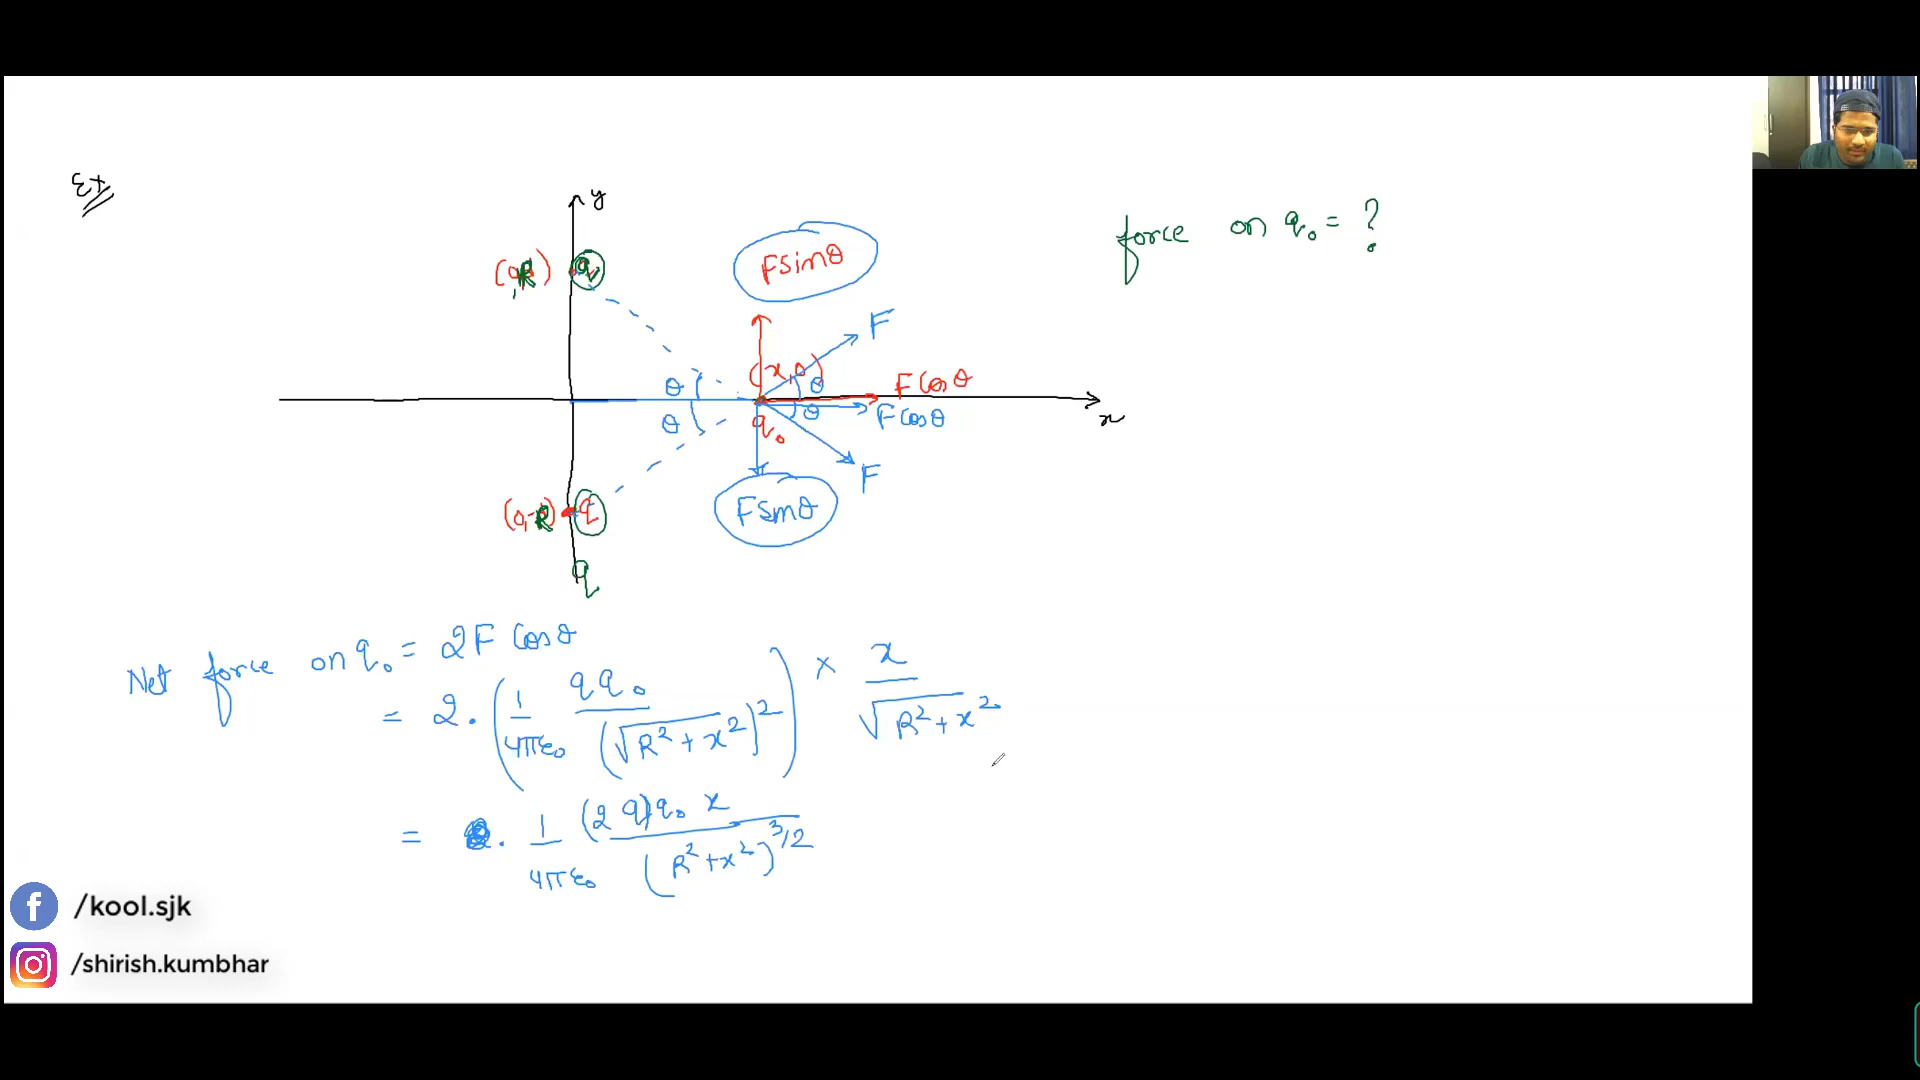 Ex
y
force on q₀ = ?
(0,R) q
Fsinθ
F
(x,0)
θ θ F Cosθ
θ θ F Cosθ
q₀
x
F
(0,-R) q
Fsinθ
q
Net force on q₀ = 2F Cosθ
= 2 · ( 1/4πε₀ qq₀/(√R²+x²)² ) × x/√R²+x²
= · 1/4πε₀ (2q)q₀ x/(R²+x²)^3/2
f /kool.sjk
/shirish.kumbhar